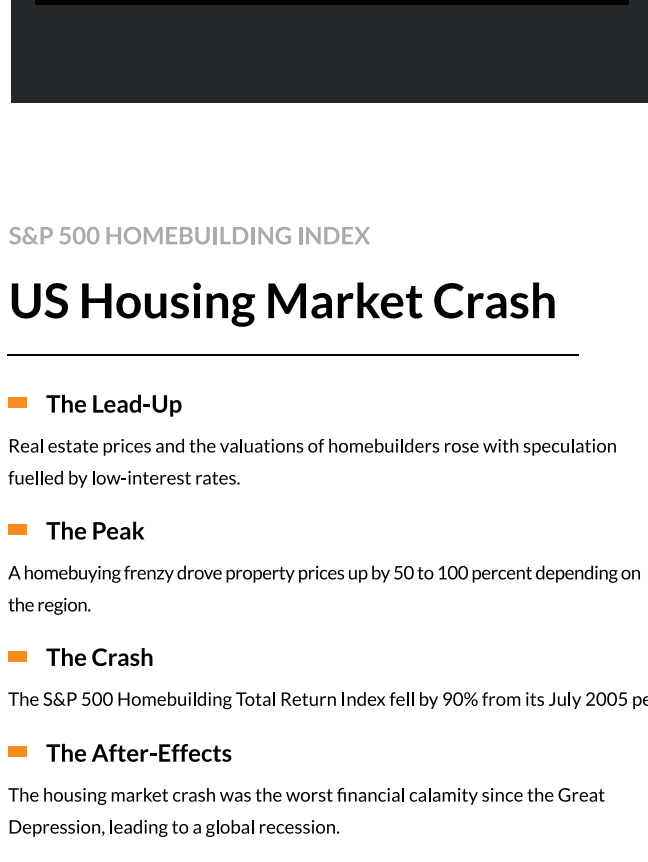 S&P 500 HOMEBUILDING INDEX
US Housing Market Crash
The Lead-Up
Real estate prices and the valuations of homebuilders rose with speculation
fuelled by low-interest rates.
The Peak
A homebuying frenzy drove property prices up by 50 to 100 percent depending on
the region.
The Crash
The S&P 500 Homebuilding Total Return Index fell by 90% from its July 2005
The After-Effects
The housing market crash was the worst financial calamity since the Great
Depression, leading to a global recession.